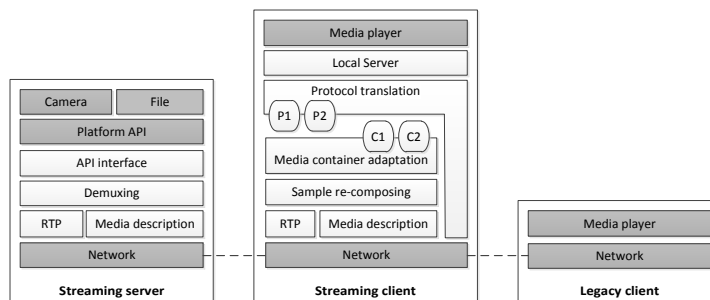 Camera
File
Platform API
API interface
Demuxing
RTP
Media description
Network
Streaming server
Media player
Local Server
Protocol translation
P1
P2
C1
C2
Media container adaptation
Sample re-composing
RTP
Media description
Network
Streaming client
Media player
Network
Legacy client